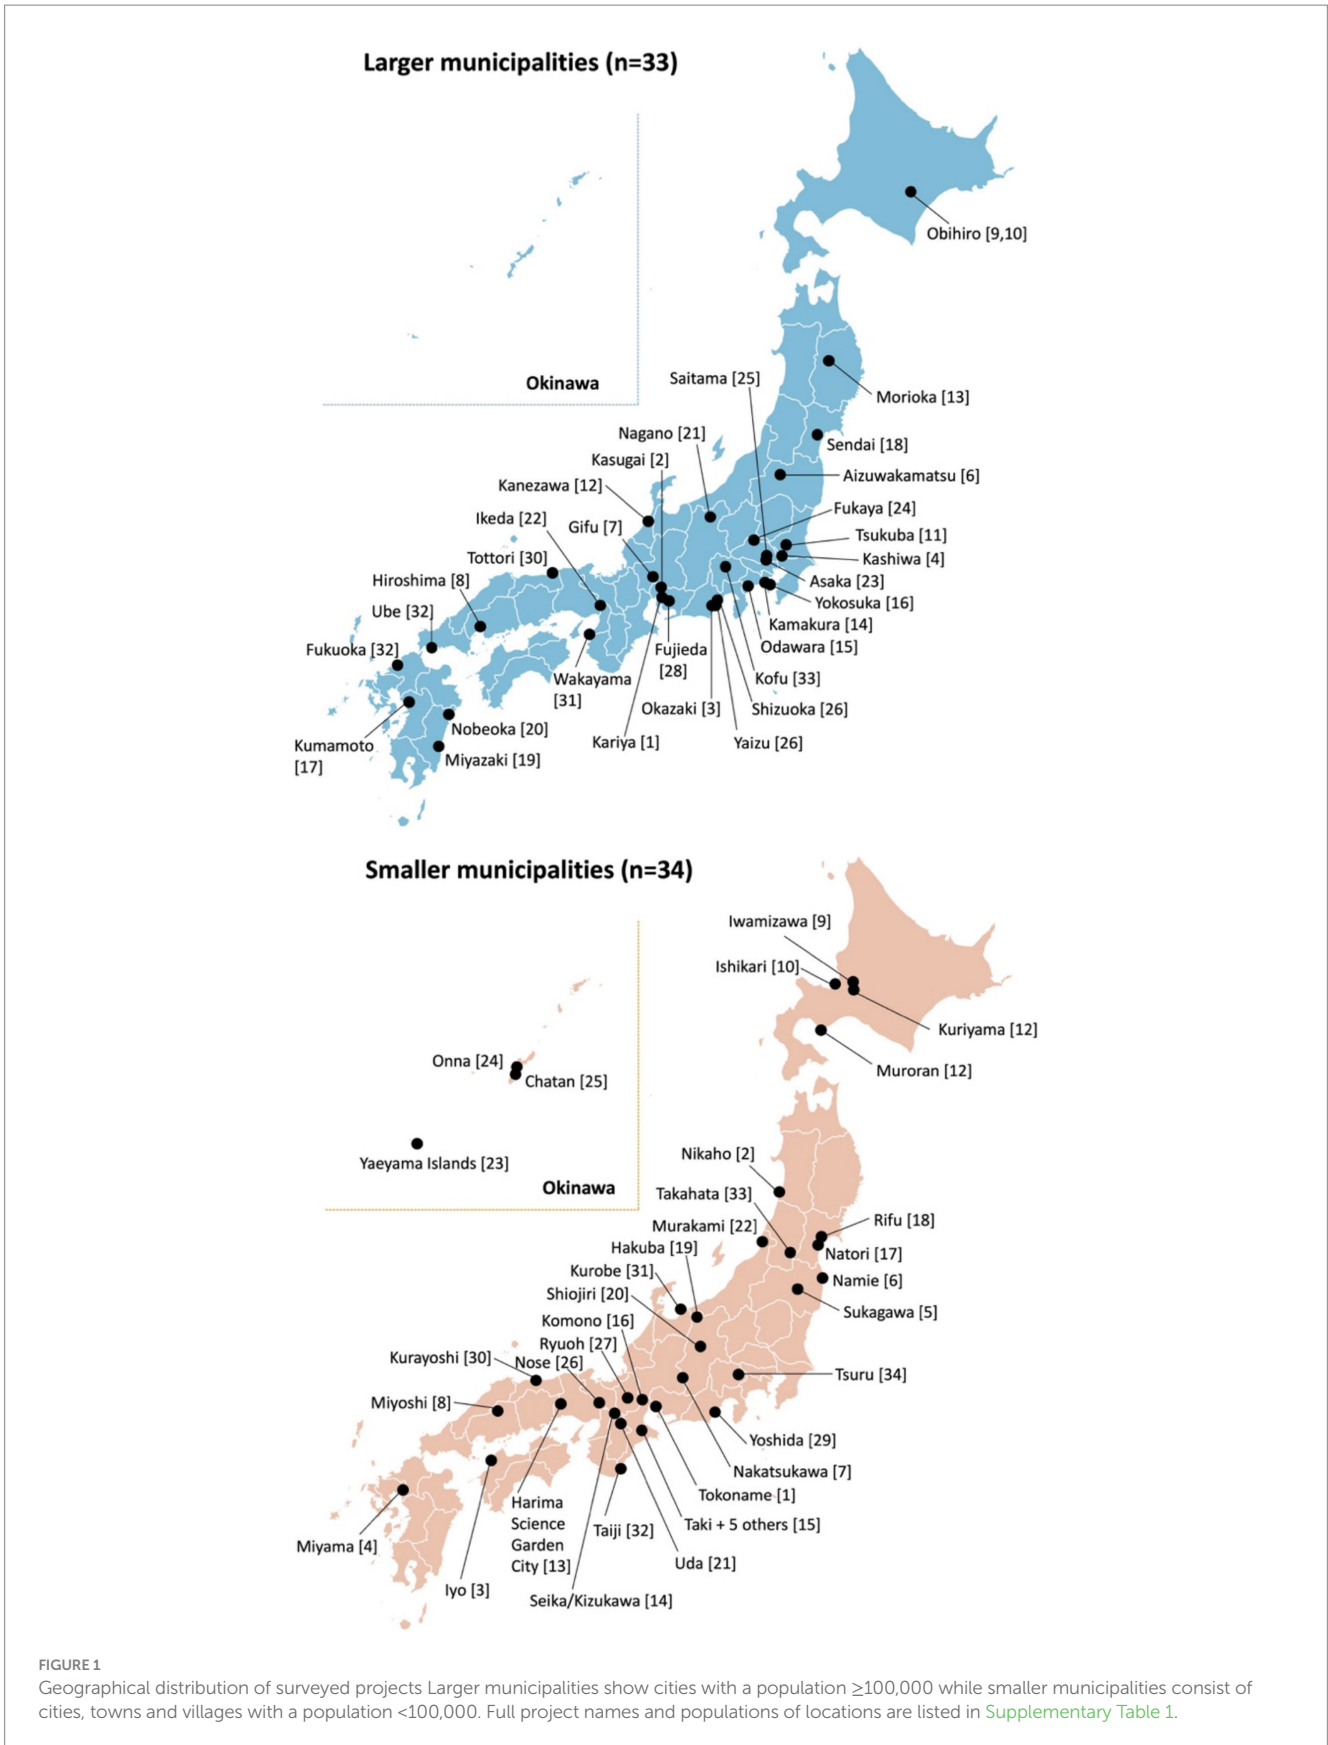 Larger municipalities (n=33)
Obihiro [9,10]
Okinawa
Saitama [25]
Morioka [13]
Nagano [21]
Sendai [18]
Kasugai [2]
Aizuwakamatsu [6]
Kanezawa [12]
Fukaya [24]
Ikeda [22]
Gifu [7]
Tsukuba [11]
Tottori [30]
Kashiwa [4]
Hiroshima [8]
Asaka [23]
Ube [32]
Yokosuka [16]
Kamakura [14]
Fukuoka [32]
Fujieda
[28]
Odawara [15]
Wakayama
[31]
Kofu [33]
Okazaki [3]
Shizuoka [26]
Nobeoka [20]
Kariya [1]
Yaizu [26]
Kumamoto
[17]
Miyazaki [19]
Smaller municipalities (n=34)
Iwamizawa [9]
Ishikari [10]
Kuriyama [12]
Onna [24]
Chatan [25]
Muroran [12]
Yaeyama Islands [23]
Okinawa
Nikaho [2]
Takahata [33]
Rifu [18]
Murakami [22]
Hakuba [19]
Natori [17]
Kurobe [31]
Namie [6]
Shiojiri [20]
Sukagawa [5]
Komono [16]
Ryuoh [27]
Kurayoshi [30]
Nose [26]
Tsuru [34]
Miyoshi [8]
Yoshida [29]
Nakatsukawa [7]
Tokoname [1]
Harima
Science
Garden
City [13]
Taiji [32]
Taki + 5 others [15]
Miyama [4]
Uda [21]
Iyo [3]
Seika/Kizukawa [14]
FIGURE 1
Geographical distribution of surveyed projects Larger municipalities show cities with a population ≥100,000 while smaller municipalities consist of
cities, towns and villages with a population <100,000. Full project names and populations of locations are listed in Supplementary Table 1.